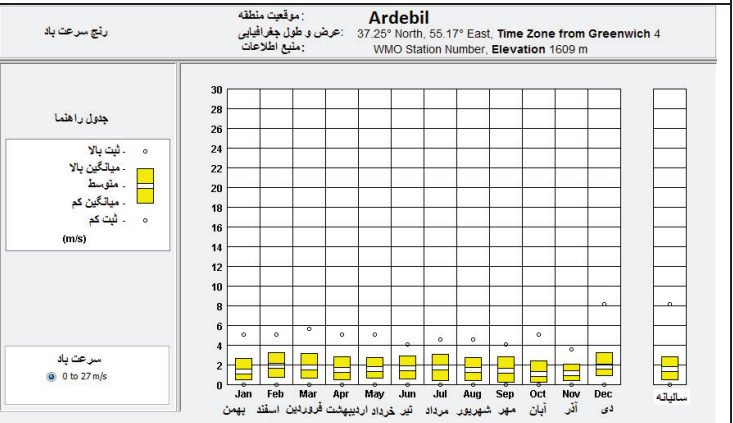 رنج سرعت باد
موقعیت منطقه :
Ardebil
عرض و طول جغرافیایی: 37.25° North, 55.17° East, Time Zone from Greenwich 4
منبع اطلاعات: WMO Station Number, Elevation 1609 m
جدول راهنما
- ثبت بالا
- میانگین بالا
- متوسط
- میانگین کم
- ثبت کم
(m/s)
سرعت باد
0 to 27 m/s
30
28
26
24
22
20
18
16
14
12
10
8
6
4
2
0
Jan Feb Mar Apr May Jun Jul Aug Sep Oct Nov Dec
بهمن اسفند فروردین اردیبهشت خرداد تیر مرداد شهریور مهر آبان آذر دی
سالیانه